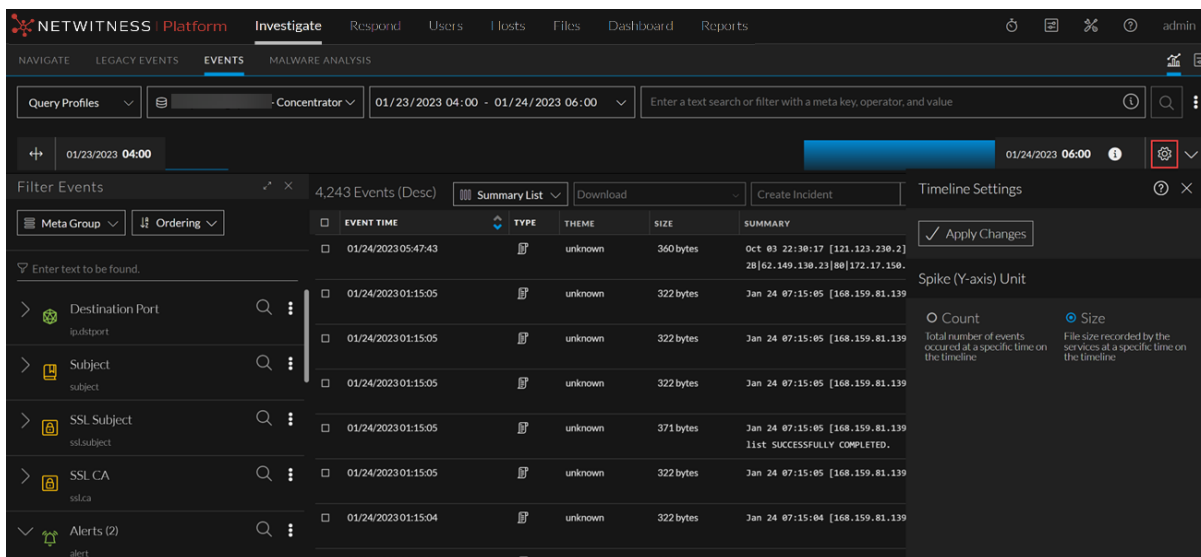 NETWITNESS Platform Investigate Respond Users Hosts Files Dashboard Reports admin
NAVIGATE LEGACY EVENTS EVENTS MALWARE ANALYSIS
Query Profiles - Concentrator 01/23/2023 04:00 - 01/24/2023 06:00 Enter a text search or filter with a meta key, operator, and value
01/23/2023 04:00 01/24/2023 06:00
Filter Events
Meta Group Ordering
Enter text to be found.
Destination Port
ip.dstport
Subject
subject
SSL Subject
ssl.subject
SSL CA
ssl.ca
Alerts (2)
alert
4,243 Events (Desc) Summary List Download Create Incident
EVENT TIME TYPE THEME SIZE SUMMARY
01/24/2023 05:47:43 unknown 360 bytes Oct 03 22:30:17 [121.123.230.2]
2B|62.149.130.23|80|172.17.150.
01/24/2023 01:15:05 unknown 322 bytes Jan 24 07:15:05 [168.159.81.139
01/24/2023 01:15:05 unknown 322 bytes Jan 24 07:15:05 [168.159.81.139
01/24/2023 01:15:05 unknown 322 bytes Jan 24 07:15:05 [168.159.81.139
01/24/2023 01:15:05 unknown 371 bytes Jan 24 07:15:05 [168.159.81.139
list SUCCESSFULLY COMPLETED.
01/24/2023 01:15:05 unknown 322 bytes Jan 24 07:15:05 [168.159.81.139
01/24/2023 01:15:04 unknown 322 bytes Jan 24 07:15:04 [168.159.81.139
Timeline Settings
Apply Changes
Spike (Y-axis) Unit
Count
Total number of events
occured at a specific time on
the timeline
Size
File size recorded by the
services at a specific time on
the timeline